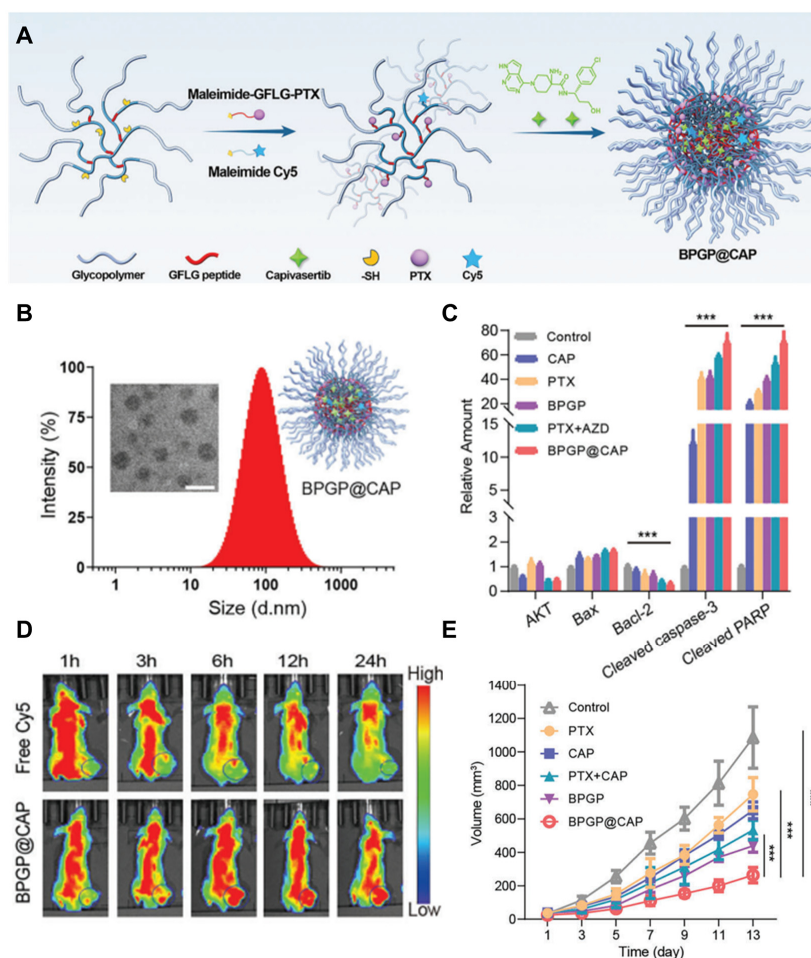 A
Maleimide-GFLG-PTX
Maleimide Cy5
HN
N
N
N
NH2
O
HN
Cl
OH
BPGP@CAP
Glycopolymer
GFLG peptide
Capivasertib
-SH
PTX
Cy5
B
Intensity (%)
100
75
50
25
0
1
10
100
1000
Size (d.nm)
BPGP@CAP
C
Relative Amount
80
60
40
20
15
10
5
3
2
1
0
Control
CAP
PTX
BPGP
PTX+AZD
BPGP@CAP
***
***
***
AKT
Bax
Bacl-2
Cleaved caspase-3
Cleaved PARP
D
1h
3h
6h
12h
24h
Free Cy5
BPGP@CAP
High
Low
E
Volume (mm³)
1400
1200
1000
800
600
400
200
0
Control
PTX
CAP
PTX+CAP
BPGP
BPGP@CAP
***
***
1
3
5
7
9
11
13
Time (day)